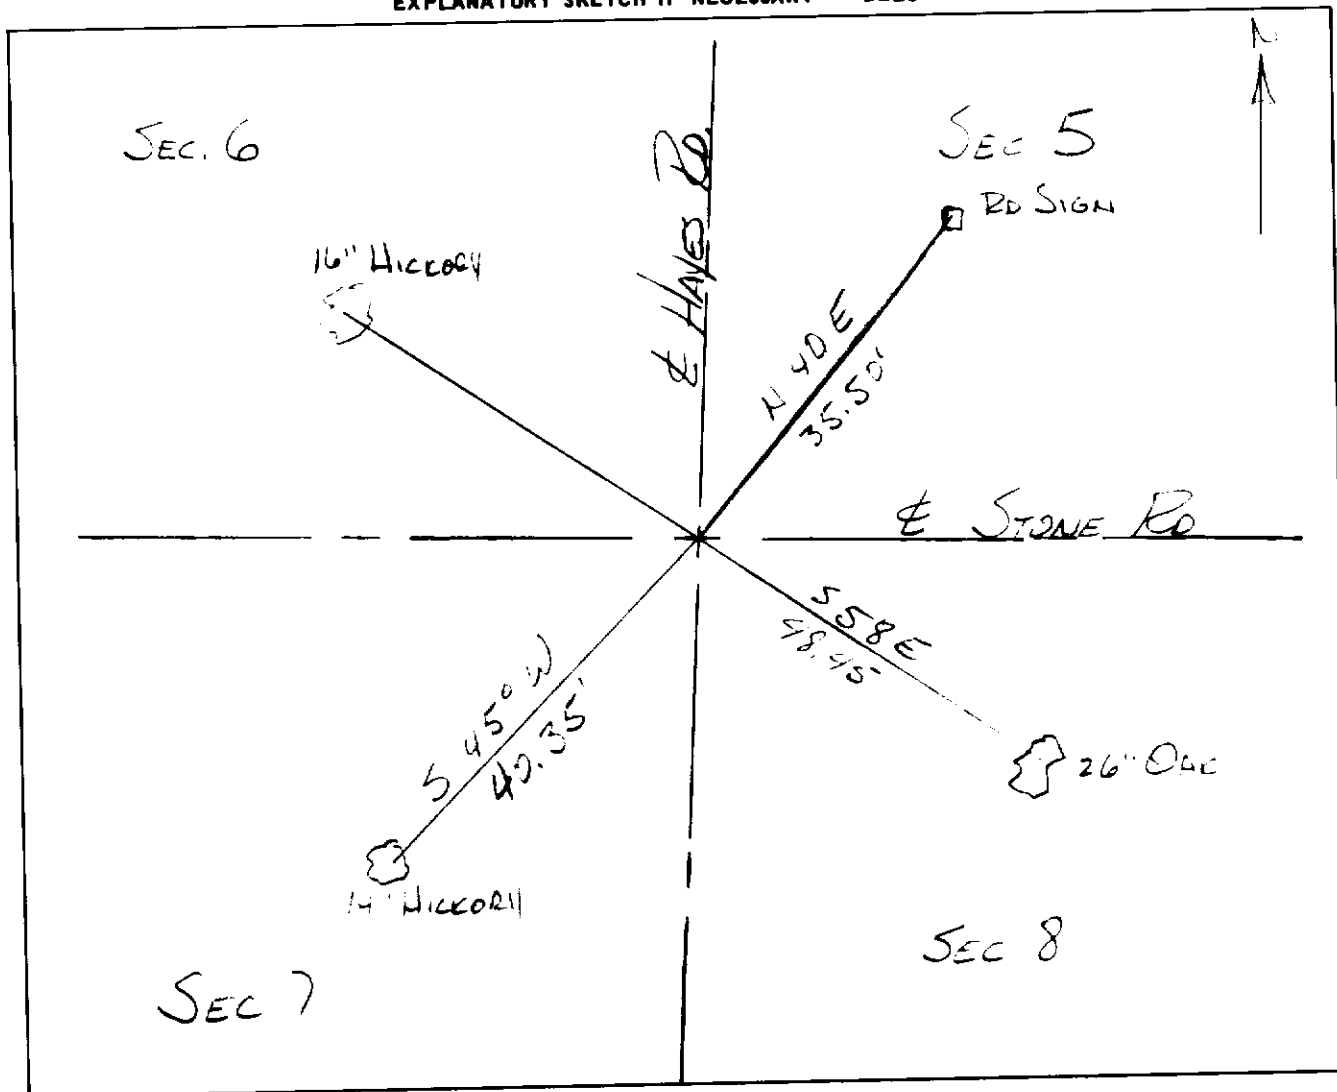 EXPLANATORY SKETCH IF NECESSARY
N
SEC. 6
SEC 5
RD SIGN
16" HICKORY
℄ HAYES RD.
N 40 E
35.50'
℄ STONE RD
S 58 E
48.45
S 45° W
40.35'
26" OAK
14" HICKORY
SEC 8
SEC 7